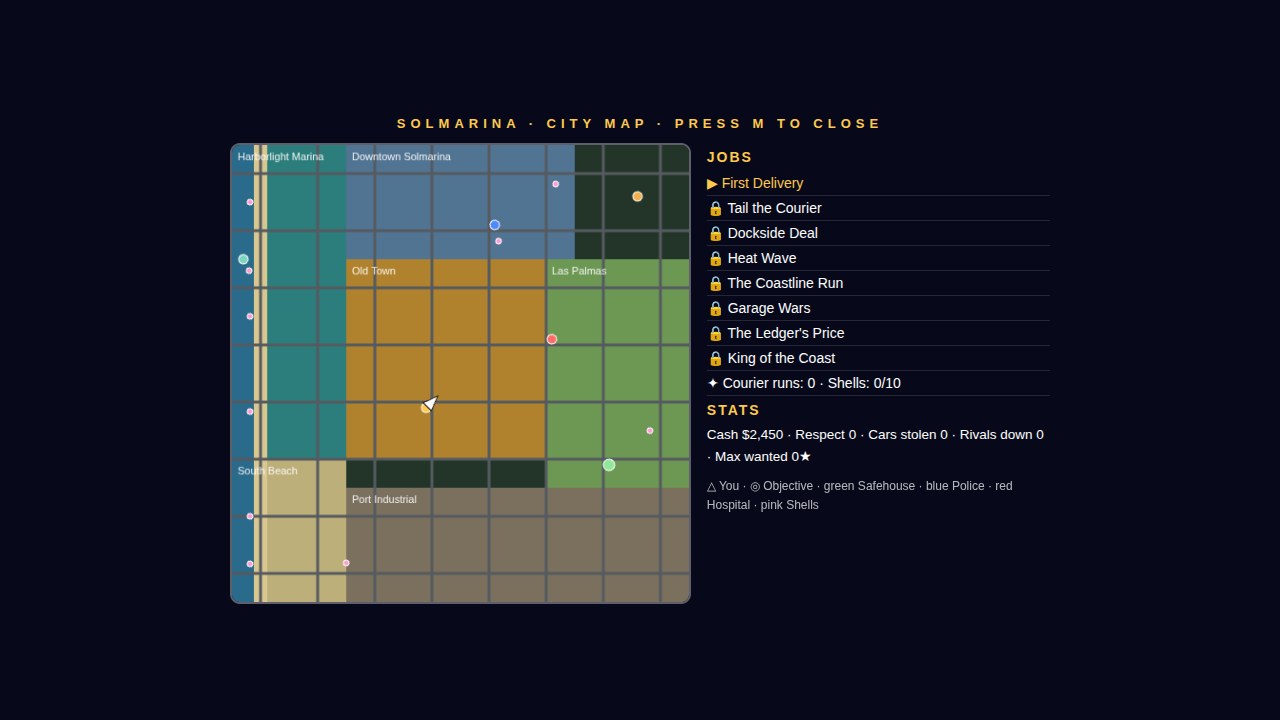 SOLMARINA · CITY MAP · PRESS M TO CLOSE
Harborlight Marina
Downtown Solmarina
Old Town
Las Palmas
South Beach
Port Industrial
JOBS
▶ First Delivery
🔒 Tail the Courier
🔒 Dockside Deal
🔒 Heat Wave
🔒 The Coastline Run
🔒 Garage Wars
🔒 The Ledger's Price
🔒 King of the Coast
✦ Courier runs: 0 · Shells: 0/10
STATS
Cash $2,450 · Respect 0 · Cars stolen 0 · Rivals down 0
· Max wanted 0★
△ You · ◎ Objective · green Safehouse · blue Police · red
Hospital · pink Shells